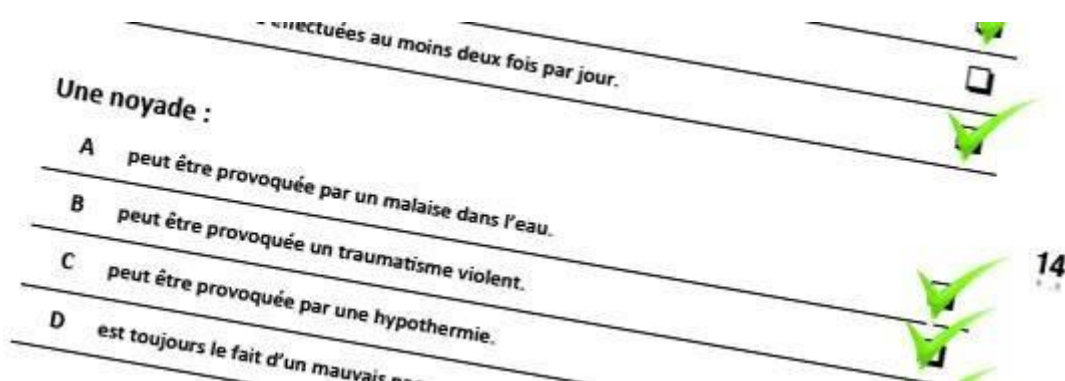 effectuées au moins deux fois par jour.
Une noyade :
A peut être provoquée par un malaise dans l'eau.
B peut être provoquée un traumatisme violent.
C peut être provoquée par une hypothermie.
D est toujours le fait d'un mauvais
14